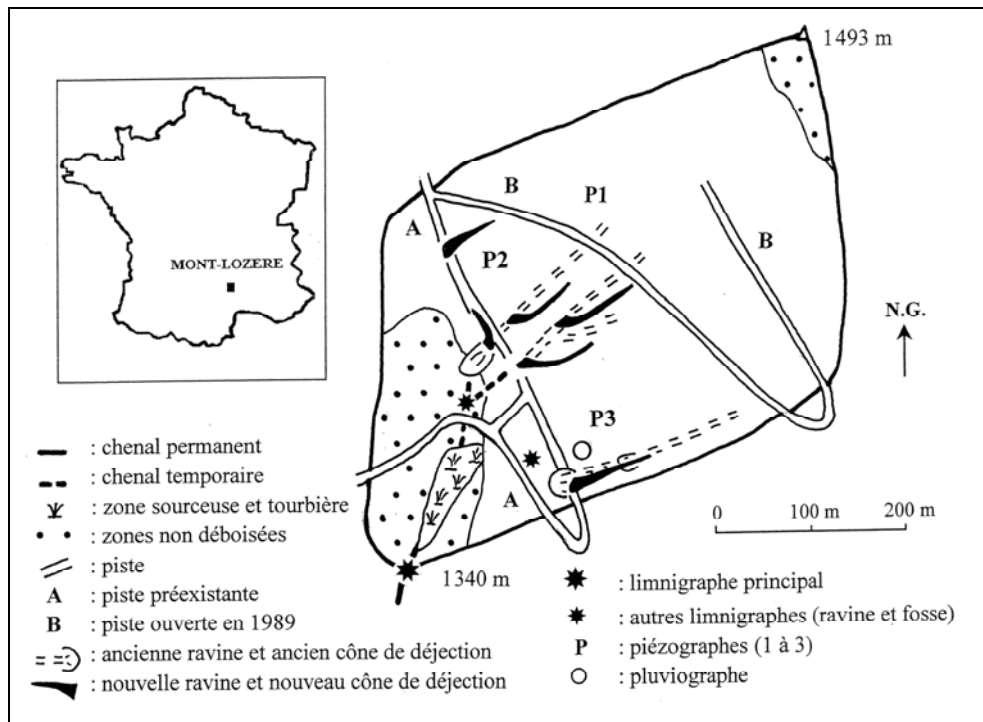 1493 m
MONT-LOZERE
B
P1
A
B
P2
N.G.
P3
A
: chenal permanent
: chenal temporaire
: zone sourceuse et tourbière
: zones non déboisées
: piste
A : piste préexistante
B : piste ouverte en 1989
: ancienne ravine et ancien cône de déjection
: nouvelle ravine et nouveau cône de déjection
0 100 m 200 m
1340 m
: limnigraphe principal
: autres limnigraphes (ravine et fosse)
P : piézographes (1 à 3)
: pluviographe